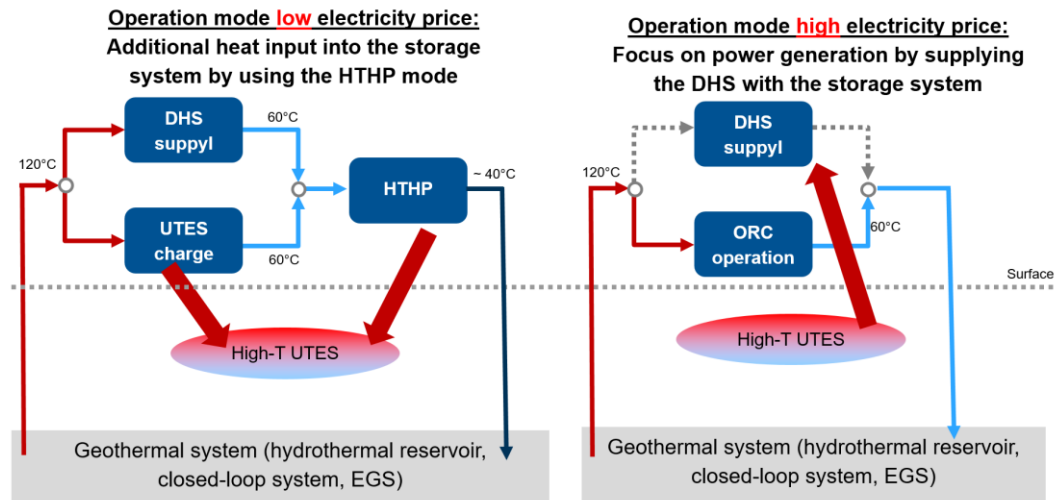 Operation mode low electricity price:
Additional heat input into the storage
system by using the HTHP mode
120°C
DHS
suppyl
60°C
UTES
charge
60°C
HTHP
~ 40°C
High-T UTES
Geothermal system (hydrothermal reservoir,
closed-loop system, EGS)
Operation mode high electricity price:
Focus on power generation by supplying
the DHS with the storage system
120°C
DHS
suppyl
ORC
operation
60°C
Surface
High-T UTES
Geothermal system (hydrothermal reservoir,
closed-loop system, EGS)